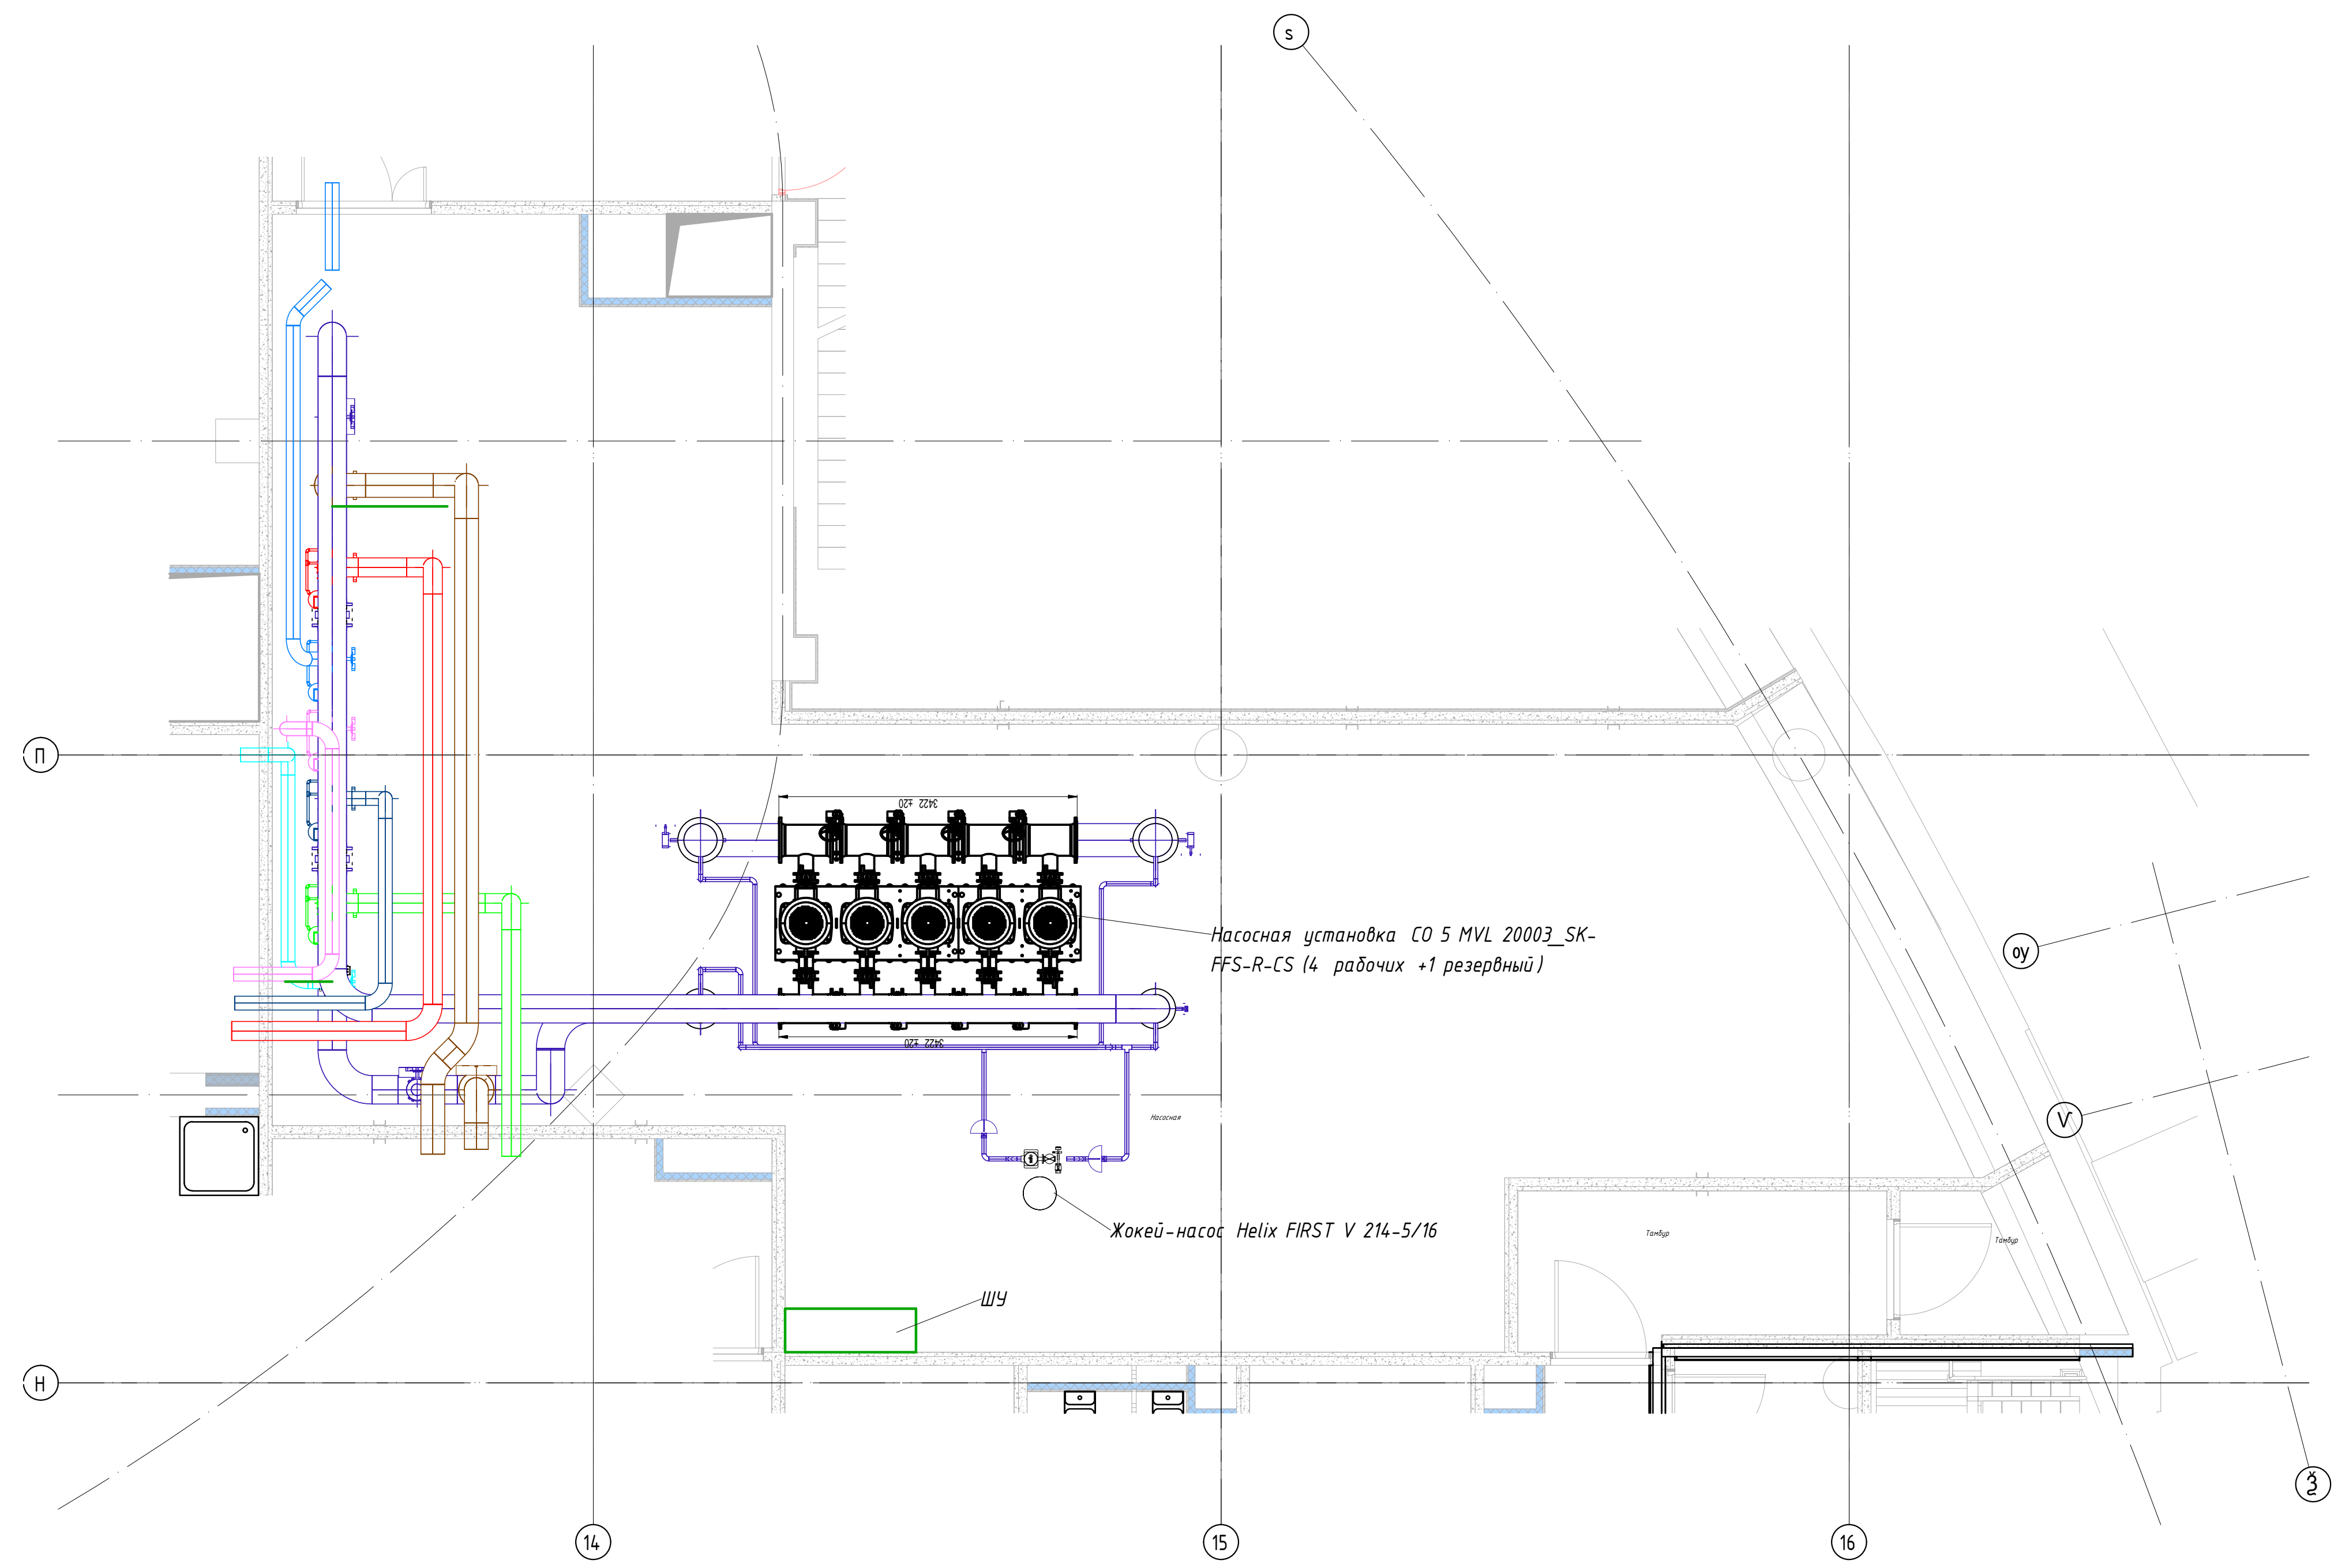 s
П
3422 ±20
Насосная установка CO 5 MVL 20003_SK-
FFS-R-CS (4 рабочих +1 резервный)
оу
3422 ±20
Насосная
Ѵ
Жокей-насос Helix FIRST V 214-5/16
Тамбур
Тамбур
ШУ
Н
14
15
16